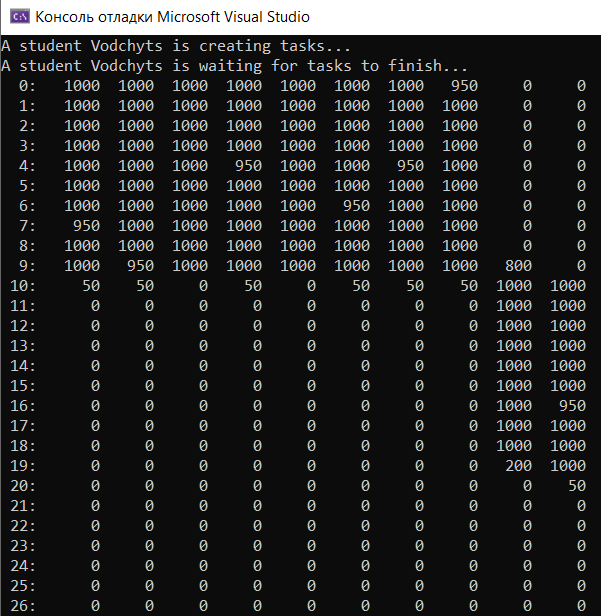 C:\ Консоль отладки Microsoft Visual Studio
A student Vodchyts is creating tasks...
A student Vodchyts is waiting for tasks to finish...
0: 1000 1000 1000 1000 1000 1000 1000 950 0 0
1: 1000 1000 1000 1000 1000 1000 1000 1000 0 0
2: 1000 1000 1000 1000 1000 1000 1000 1000 0 0
3: 1000 1000 1000 1000 1000 1000 1000 1000 0 0
4: 1000 1000 1000 950 1000 1000 950 1000 0 0
5: 1000 1000 1000 1000 1000 1000 1000 1000 0 0
6: 1000 1000 1000 1000 1000 950 1000 1000 0 0
7: 950 1000 1000 1000 1000 1000 1000 1000 0 0
8: 1000 1000 1000 1000 1000 1000 1000 1000 0 0
9: 1000 950 1000 1000 1000 1000 1000 1000 800 0
10: 50 50 0 50 0 50 50 50 1000 1000
11: 0 0 0 0 0 0 0 0 1000 1000
12: 0 0 0 0 0 0 0 0 1000 1000
13: 0 0 0 0 0 0 0 0 1000 1000
14: 0 0 0 0 0 0 0 0 1000 1000
15: 0 0 0 0 0 0 0 0 1000 1000
16: 0 0 0 0 0 0 0 0 1000 950
17: 0 0 0 0 0 0 0 0 1000 1000
18: 0 0 0 0 0 0 0 0 1000 1000
19: 0 0 0 0 0 0 0 0 200 1000
20: 0 0 0 0 0 0 0 0 0 50
21: 0 0 0 0 0 0 0 0 0 0
22: 0 0 0 0 0 0 0 0 0 0
23: 0 0 0 0 0 0 0 0 0 0
24: 0 0 0 0 0 0 0 0 0 0
25: 0 0 0 0 0 0 0 0 0 0
26: 0 0 0 0 0 0 0 0 0 0